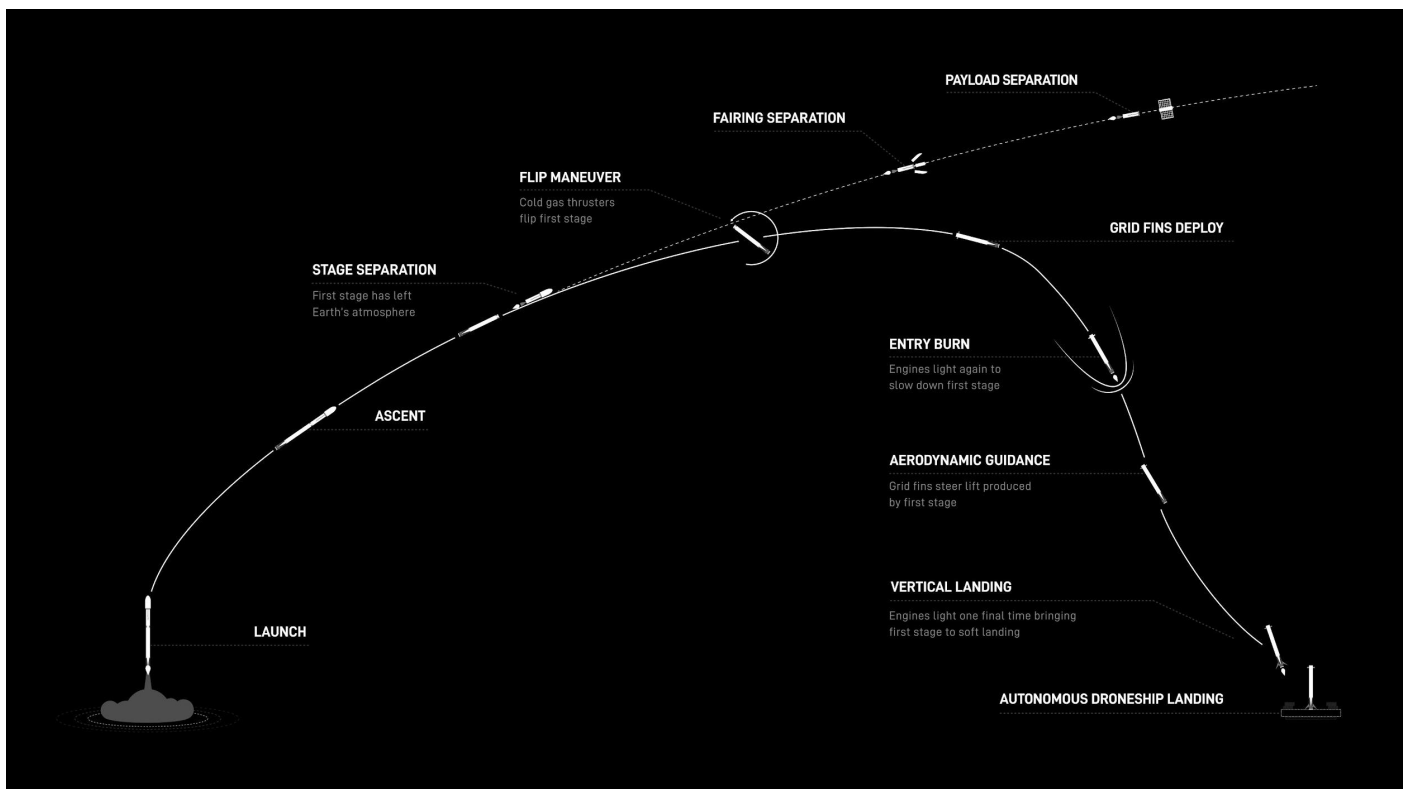 PAYLOAD SEPARATION
FAIRING SEPARATION
FLIP MANEUVER
Cold gas thrusters
flip first stage
GRID FINS DEPLOY
STAGE SEPARATION
First stage has left
Earth's atmosphere
ENTRY BURN
Engines light again to
slow down first stage
ASCENT
AERODYNAMIC GUIDANCE
Grid fins steer lift produced
by first stage
VERTICAL LANDING
Engines light one final time bringing
first stage to soft landing
LAUNCH
AUTONOMOUS DRONESHIP LANDING